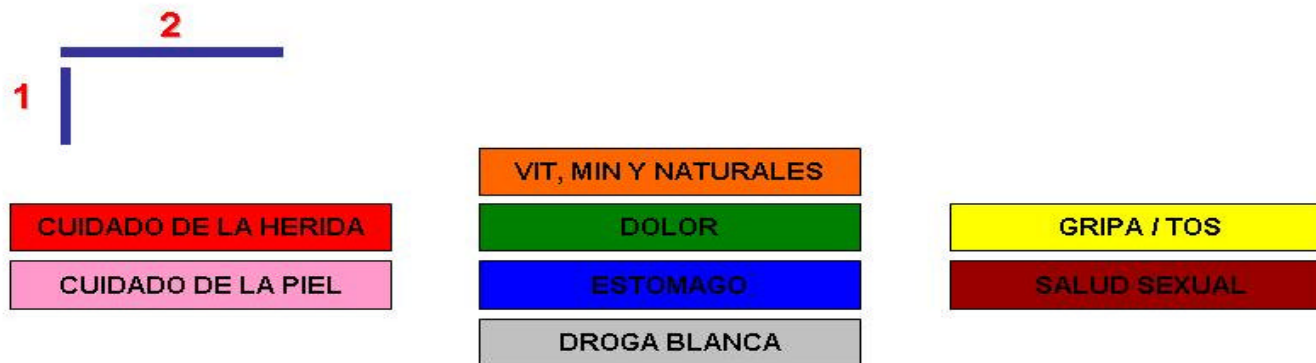 2
1
VIT, MIN Y NATURALES
CUIDADO DE LA HERIDA
DOLOR
GRIPA / TOS
CUIDADO DE LA PIEL
ESTOMAGO
SALUD SEXUAL
DROGA BLANCA